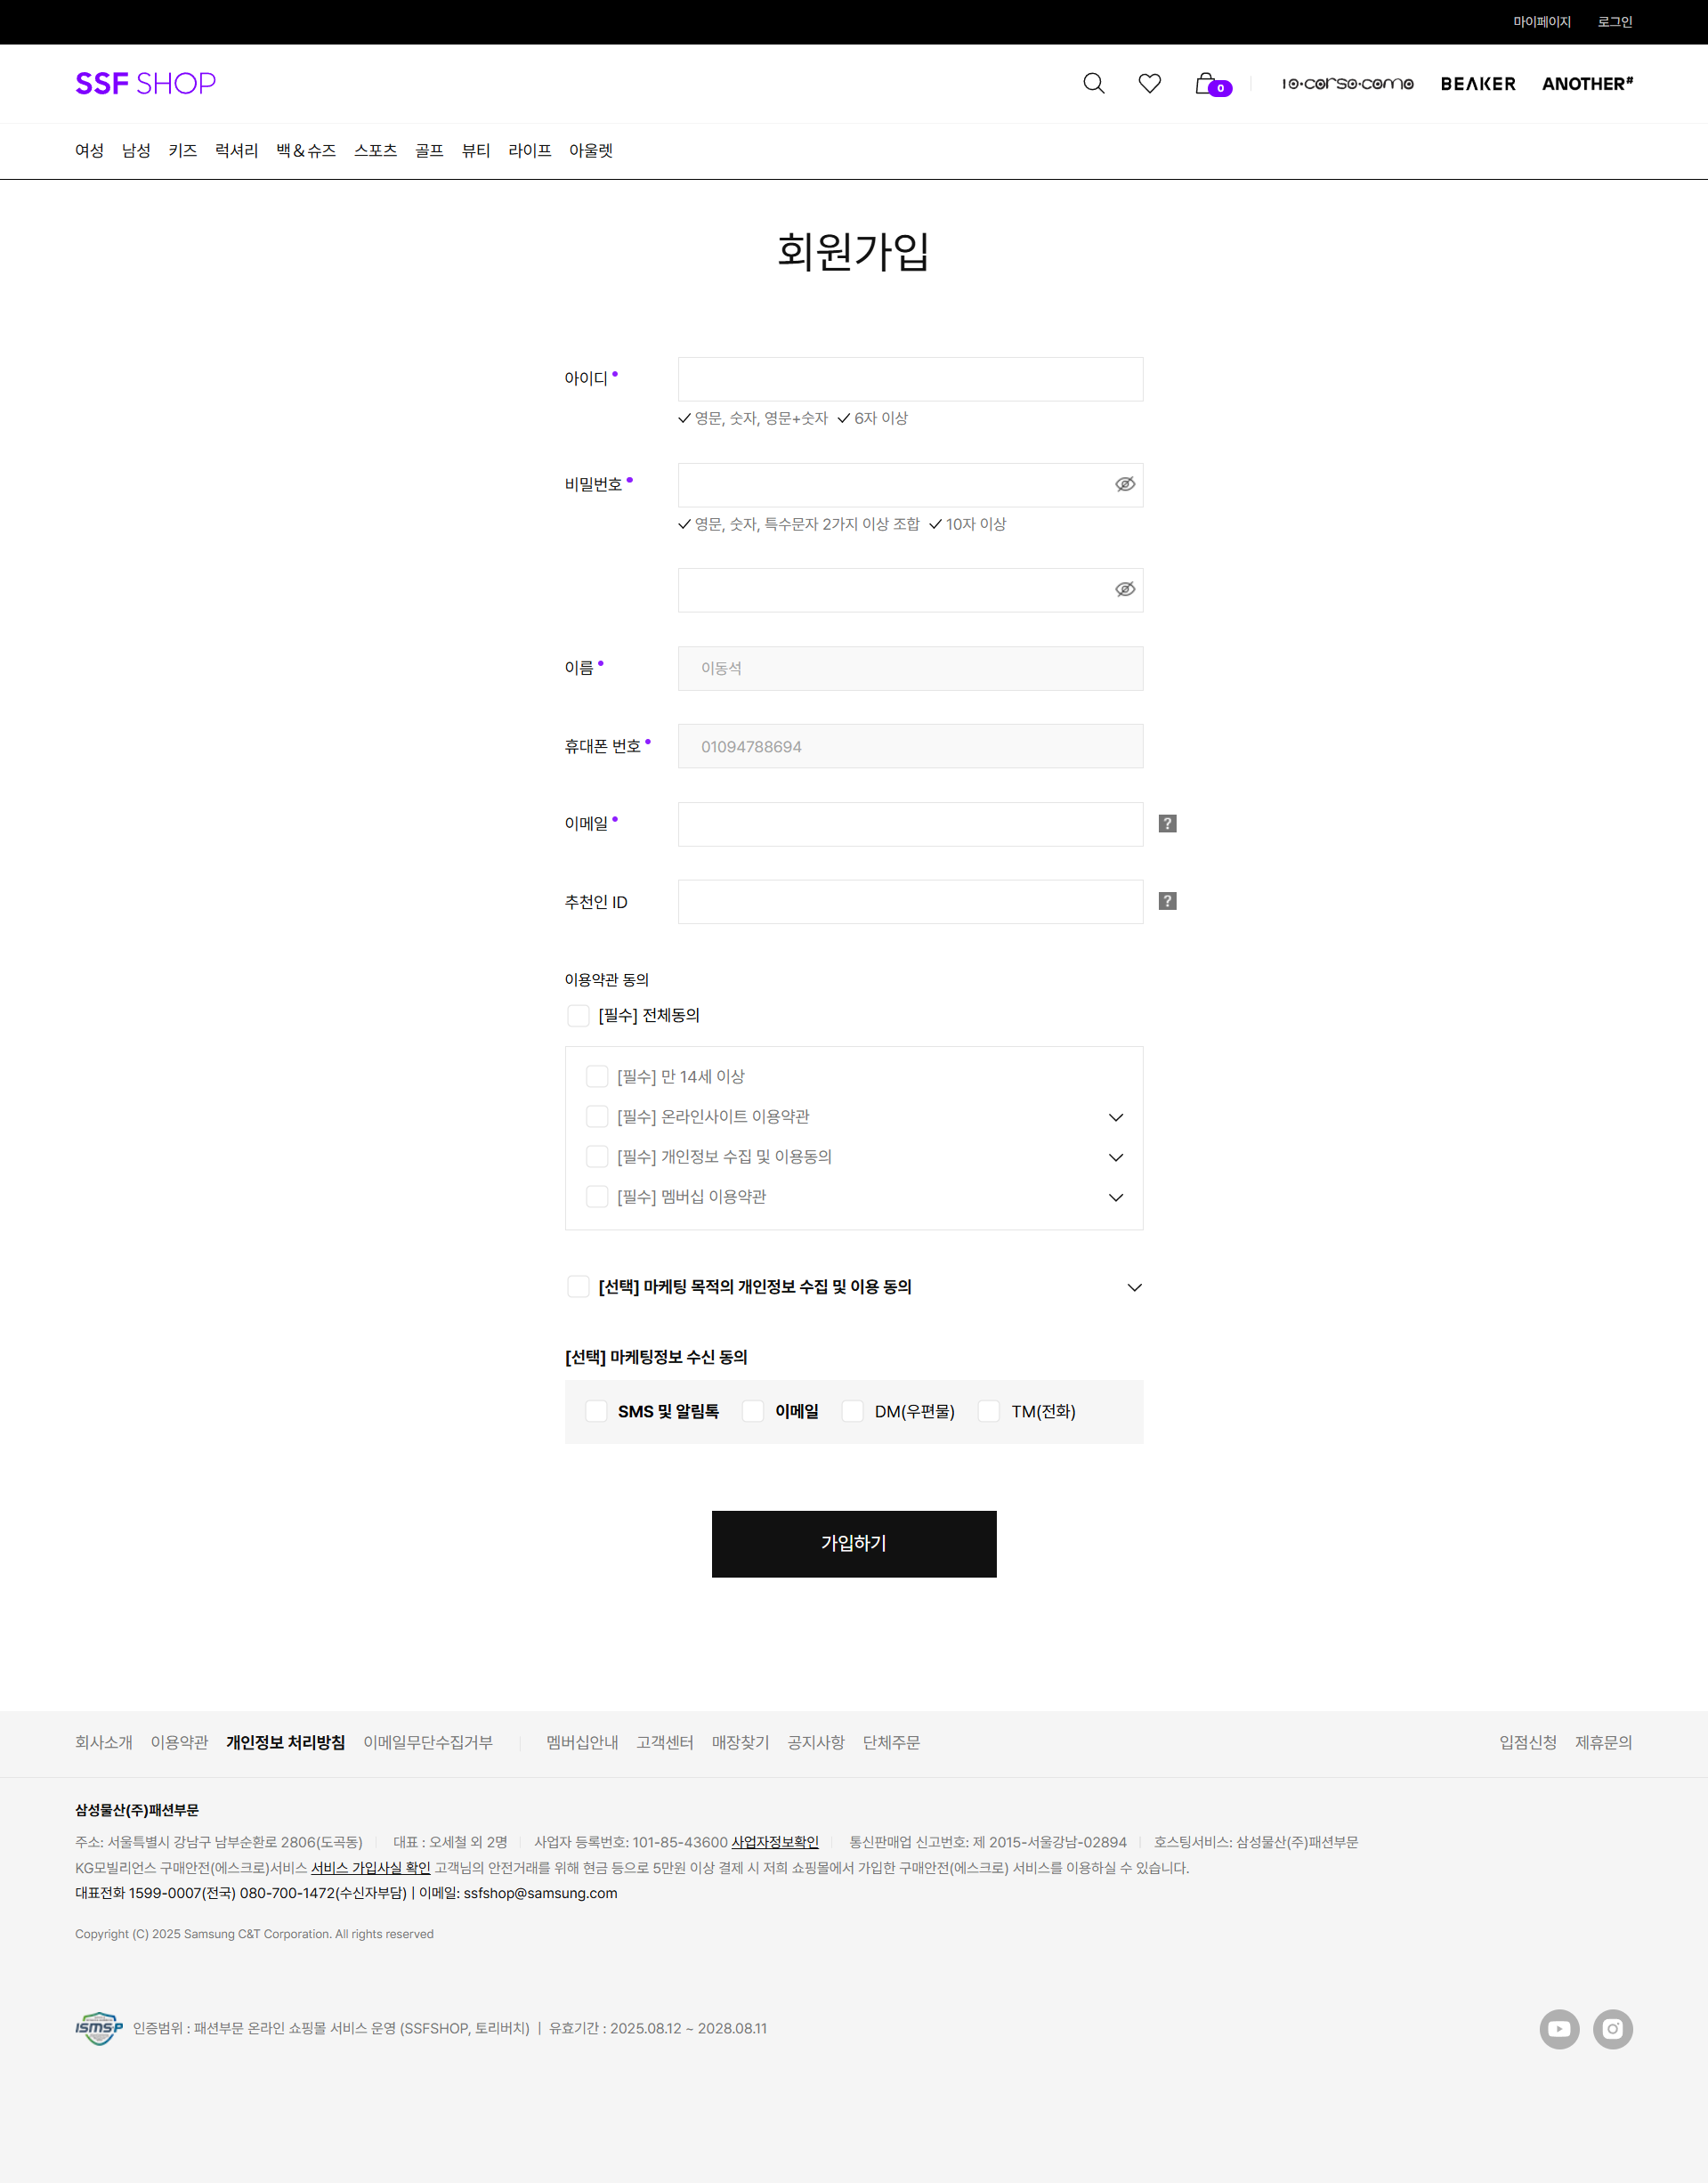 마이페이지 로그인
SSF SHOP
0 10·corso·como BEAKER ANOTHER#
여성 남성 키즈 럭셔리 백&슈즈 스포츠 골프 뷰티 라이프 아울렛
회원가입
아이디
영문, 숫자, 영문+숫자 6자 이상
비밀번호
영문, 숫자, 특수문자 2가지 이상 조합 10자 이상
이름 이동석
휴대폰 번호 01094788694
이메일 ?
추천인 ID ?
이용약관 동의
[필수] 전체동의
[필수] 만 14세 이상
[필수] 온라인사이트 이용약관
[필수] 개인정보 수집 및 이용동의
[필수] 멤버십 이용약관
[선택] 마케팅 목적의 개인정보 수집 및 이용 동의
[선택] 마케팅정보 수신 동의
SMS 및 알림톡 이메일 DM(우편물) TM(전화)
가입하기
회사소개 이용약관 개인정보 처리방침 이메일무단수집거부 멤버십안내 고객센터 매장찾기 공지사항 단체주문 입점신청 제휴문의
삼성물산(주)패션부문
주소: 서울특별시 강남구 남부순환로 2806(도곡동) 대표 : 오세철 외 2명 사업자 등록번호: 101-85-43600 사업자정보확인 통신판매업 신고번호: 제 2015-서울강남-02894 호스팅서비스: 삼성물산(주)패션부문
KG모빌리언스 구매안전(에스크로)서비스 서비스 가입사실 확인 고객님의 안전거래를 위해 현금 등으로 5만원 이상 결제 시 저희 쇼핑몰에서 가입한 구매안전(에스크로) 서비스를 이용하실 수 있습니다.
대표전화 1599-0007(전국) 080-700-1472(수신자부담) | 이메일: ssfshop@samsung.com
Copyright (C) 2025 Samsung C&T Corporation. All rights reserved
ISMS-P 인증범위 : 패션부문 온라인 쇼핑몰 서비스 운영 (SSFSHOP, 토리버치) | 유효기간 : 2025.08.12 ~ 2028.08.11